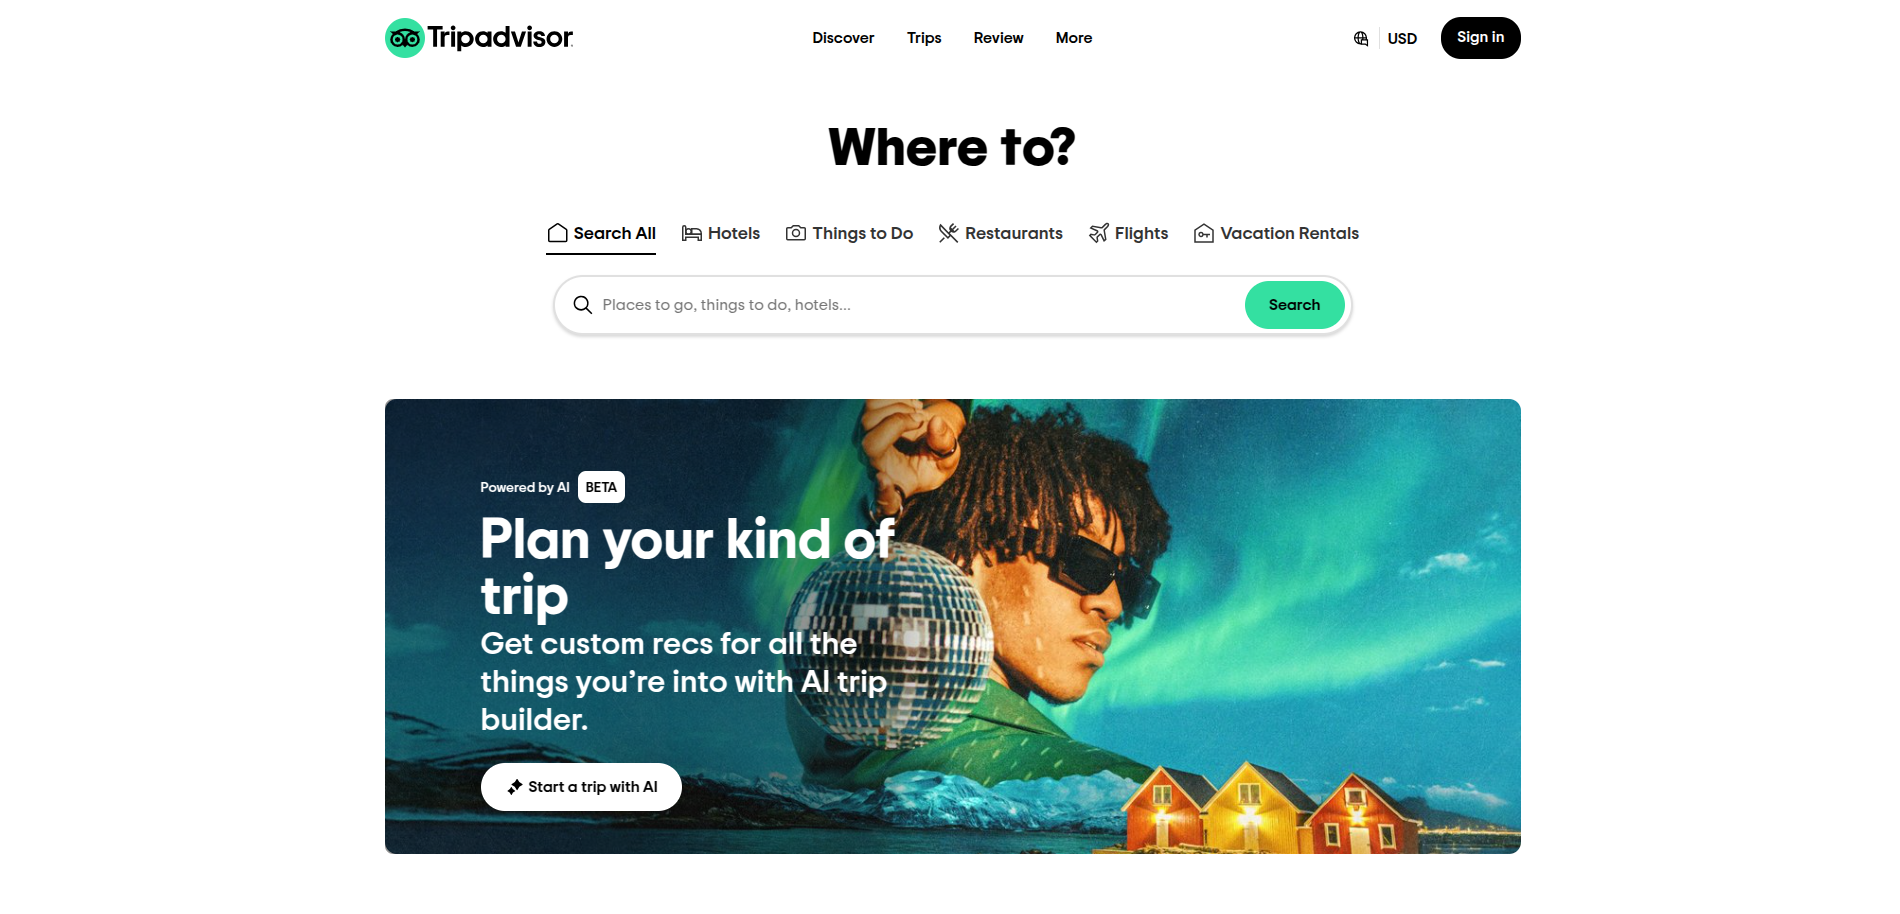 Tripadvisor
Discover
Trips
Review
More
USD
Sign in
Where to?
Search All
Hotels
Things to Do
Restaurants
Flights
Vacation Rentals
Places to go, things to do, hotels...
Search
Powered by AI
BETA
Plan your kind of
trip
Get custom recs for all the
things you’re into with AI trip
builder.
Start a trip with AI